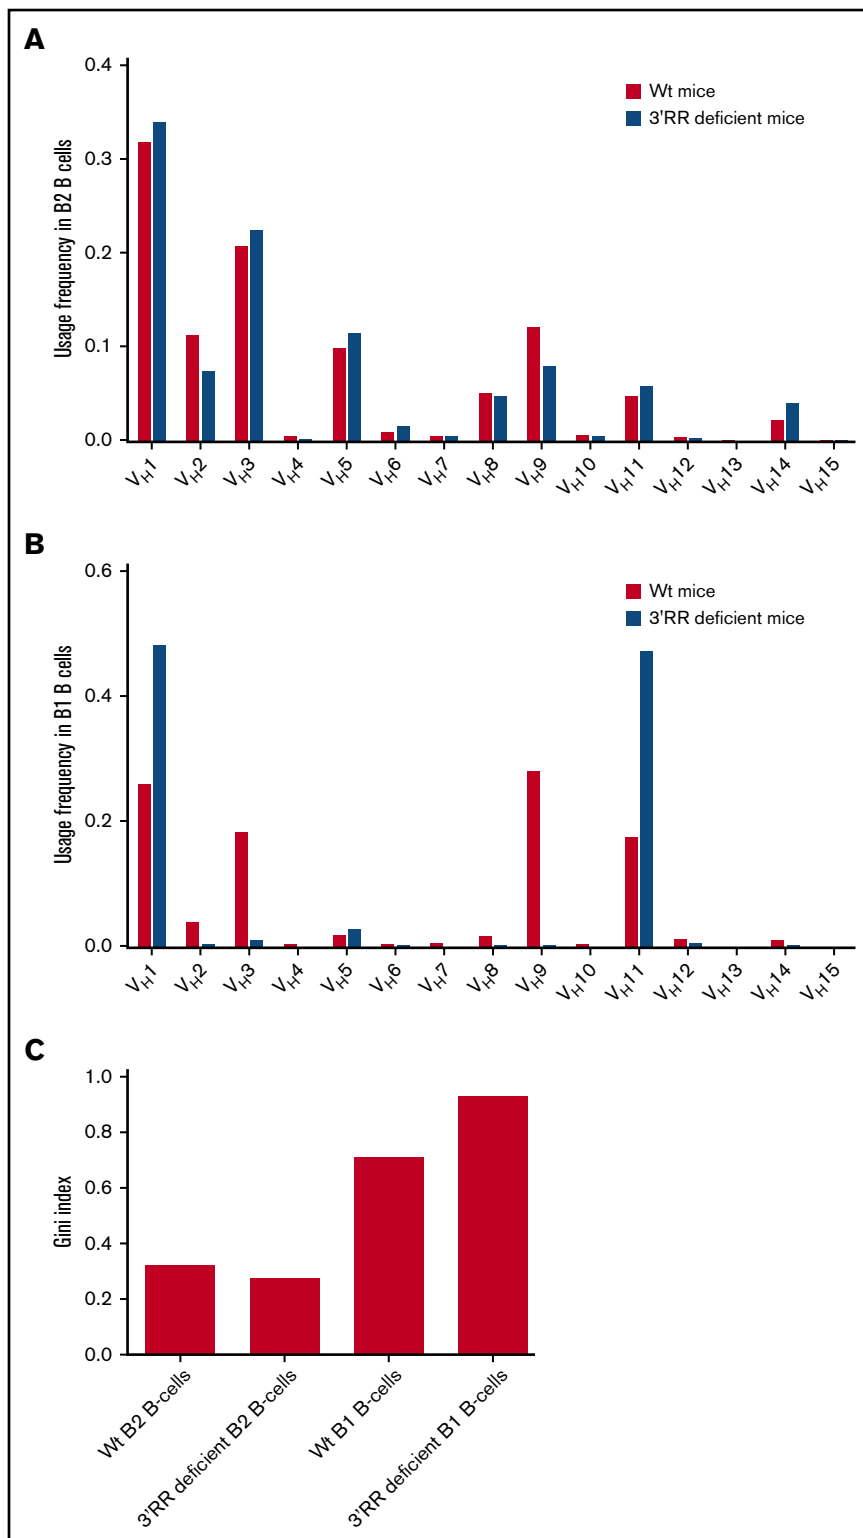 A
0.4
0.3
0.2
0.1
0.0
Usage frequency in B2 B cells
Wt mice
3'RR deficient mice
VH1 VH2 VH3 VH4 VH5 VH6 VH7 VH8 VH9 VH10 VH11 VH12 VH13 VH14 VH15
B
0.6
0.4
0.2
0.0
Usage frequency in B1 B cells
Wt mice
3'RR deficient mice
VH1 VH2 VH3 VH4 VH5 VH6 VH7 VH8 VH9 VH10 VH11 VH12 VH13 VH14 VH15
C
1.0
0.8
0.6
0.4
0.2
0.0
Gini index
Wt B2 B-cells
3'RR deficient B2 B-cells
Wt B1 B-cells
3'RR deficient B1 B-cells